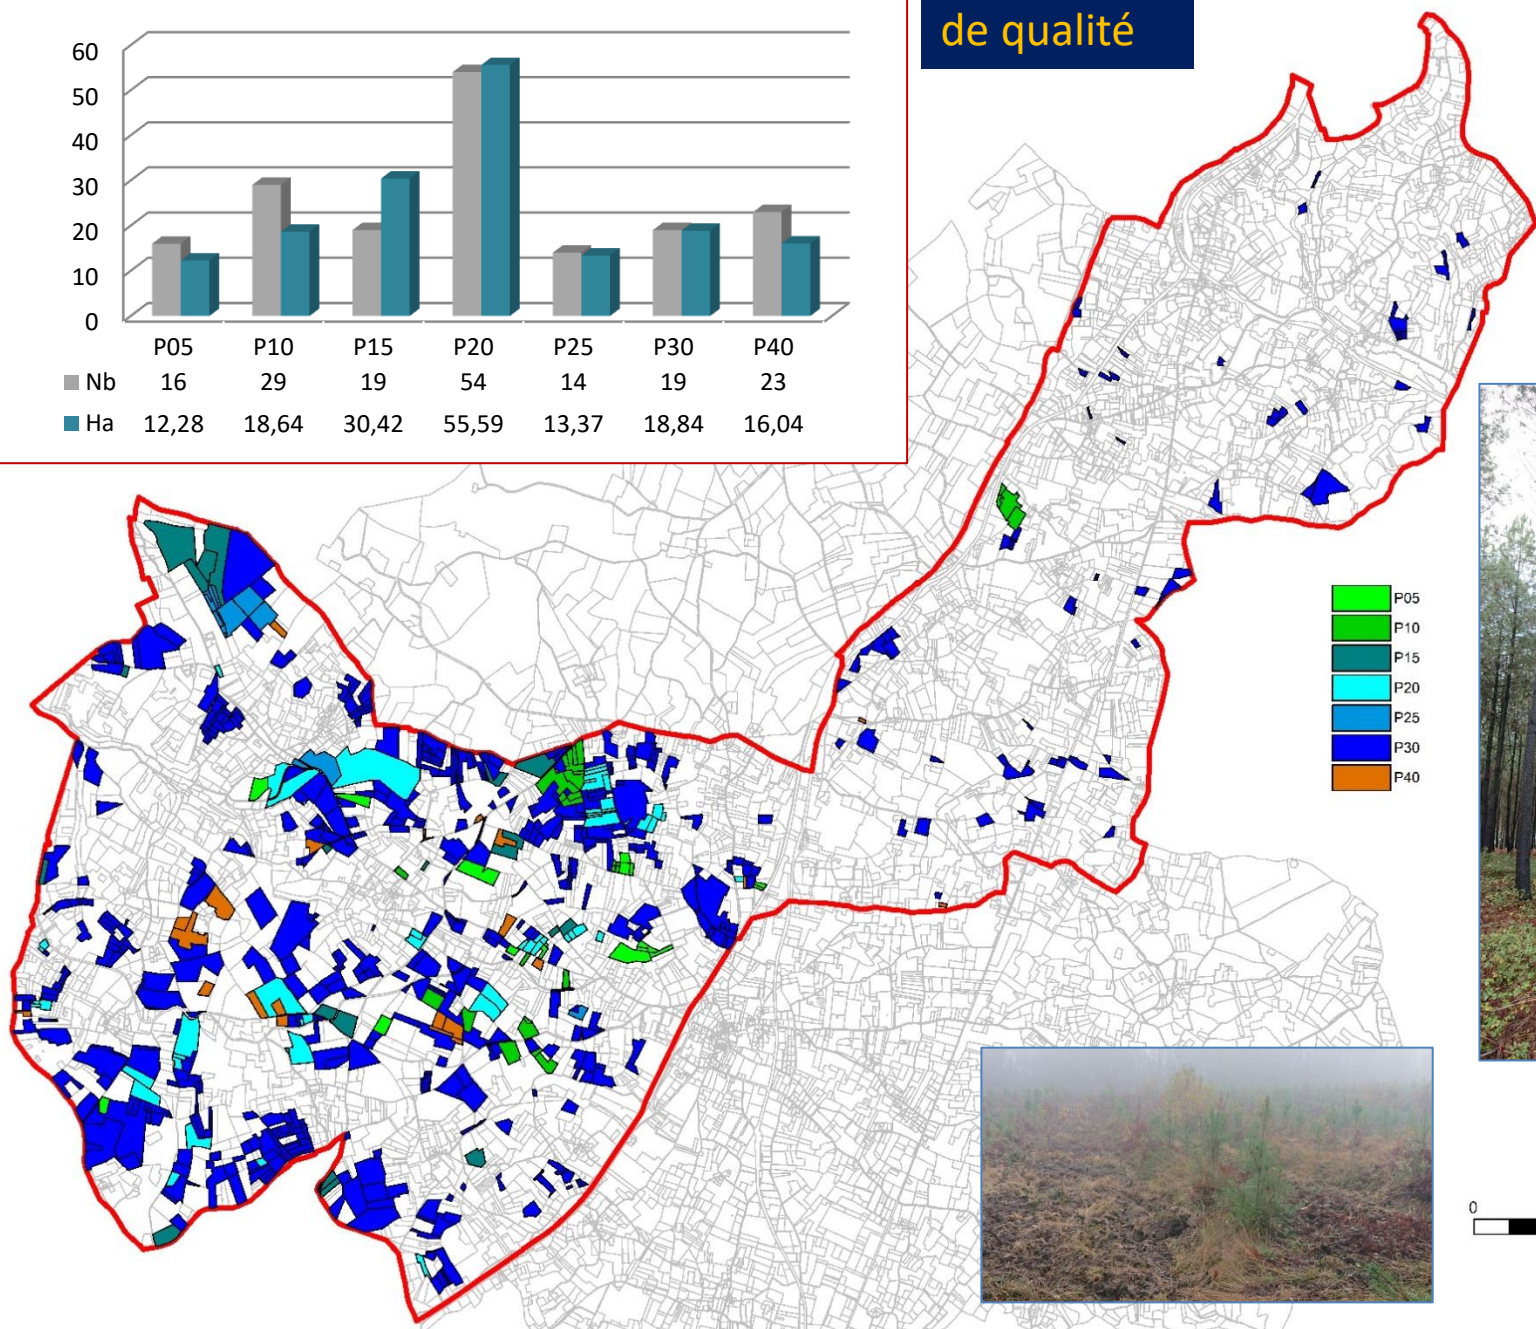 de qualité
60
50
40
30
20
10
0
P05 P10 P15 P20 P25 P30 P40
Nb 16 29 19 54 14 19 23
Ha 12,28 18,64 30,42 55,59 13,37 18,84 16,04
P05
P10
P15
P20
P25
P30
P40
0